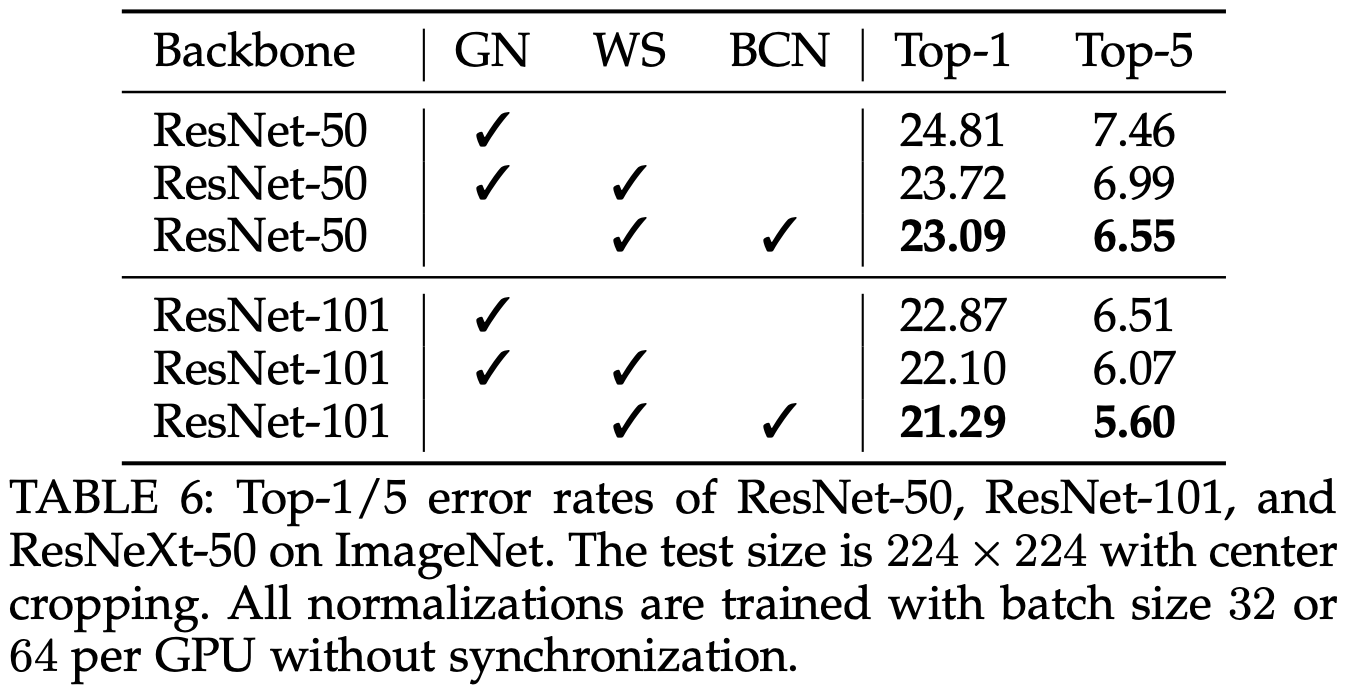 Backbone GN WS BCN Top-1 Top-5
ResNet-50 ✓ 24.81 7.46
ResNet-50 ✓ ✓ 23.72 6.99
ResNet-50 ✓ ✓ 23.09 6.55
ResNet-101 ✓ 22.87 6.51
ResNet-101 ✓ ✓ 22.10 6.07
ResNet-101 ✓ ✓ 21.29 5.60
TABLE 6: Top-1/5 error rates of ResNet-50, ResNet-101, and
ResNeXt-50 on ImageNet. The test size is 224 × 224 with center
cropping. All normalizations are trained with batch size 32 or
64 per GPU without synchronization.